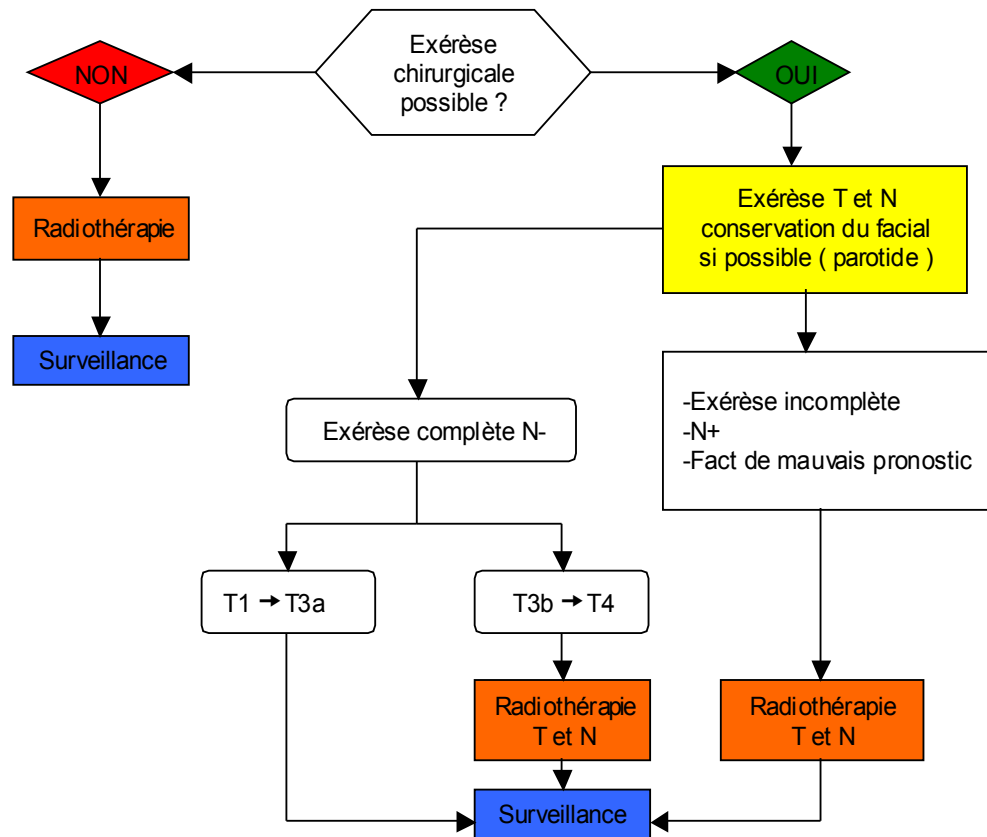 Exérèse
chirurgicale
possible ?
NON
OUI
Radiothérapie
Surveillance
Exérèse T et N
conservation du facial
si possible ( parotide )
Exérèse complète N-
-Exérèse incomplète
-N+
-Fact de mauvais pronostic
T1 → T3a
T3b → T4
Radiothérapie
T et N
Radiothérapie
T et N
Surveillance